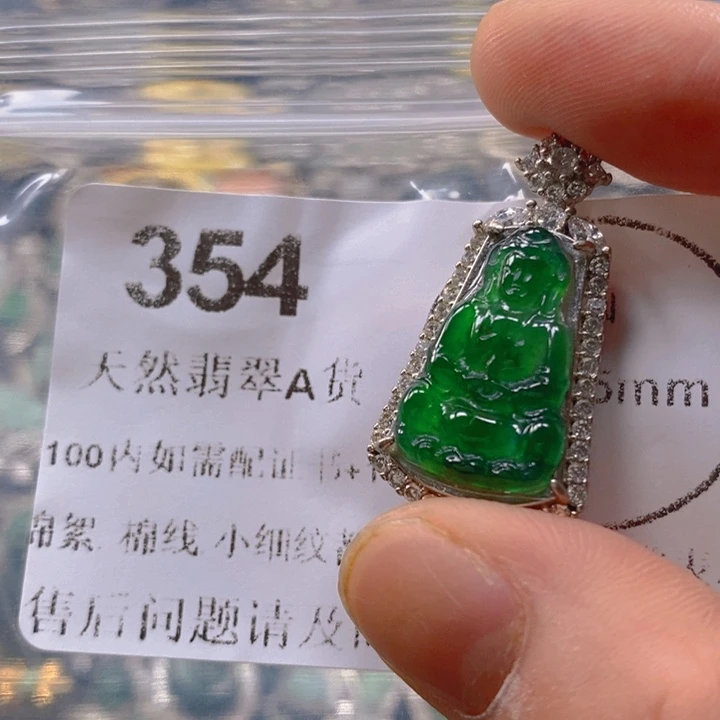 354
天然翡翠A货
100内如需配证书+
棉絮 棉线 小细纹
5mm
售后问题请及